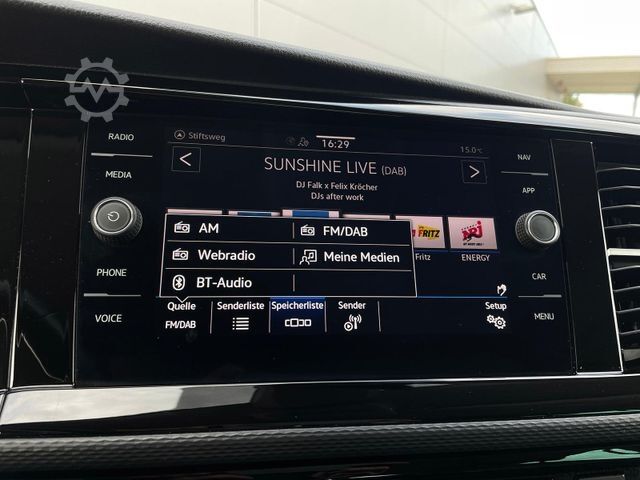 RADIO
MEDIA
PHONE
VOICE
Stiftsweg
16:29
15.0°C
SUNSHINE LIVE (DAB)
DJ Falk x Felix Kröcher
DJs after work
AM
FM/DAB
Webradio
Meine Medien
BT-Audio
FRITZ
NRJ
Fritz
ENERGY
Quelle
FM/DAB
Senderliste
Speicherliste
Sender
Setup
NAV
APP
CAR
MENU